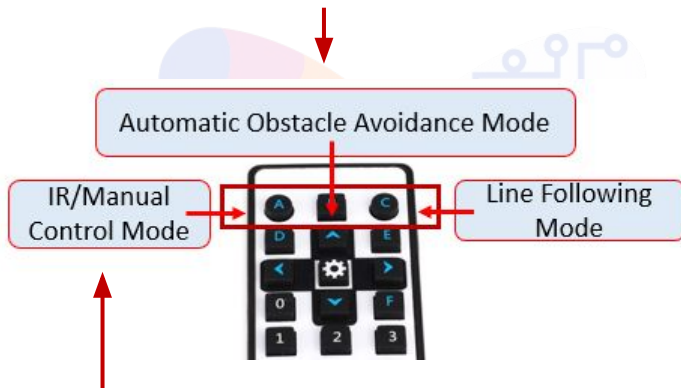 Automatic Obstacle Avoidance Mode
IR/Manual
Control Mode
Line Following
Mode
A C
D E
0 F
1 2 3